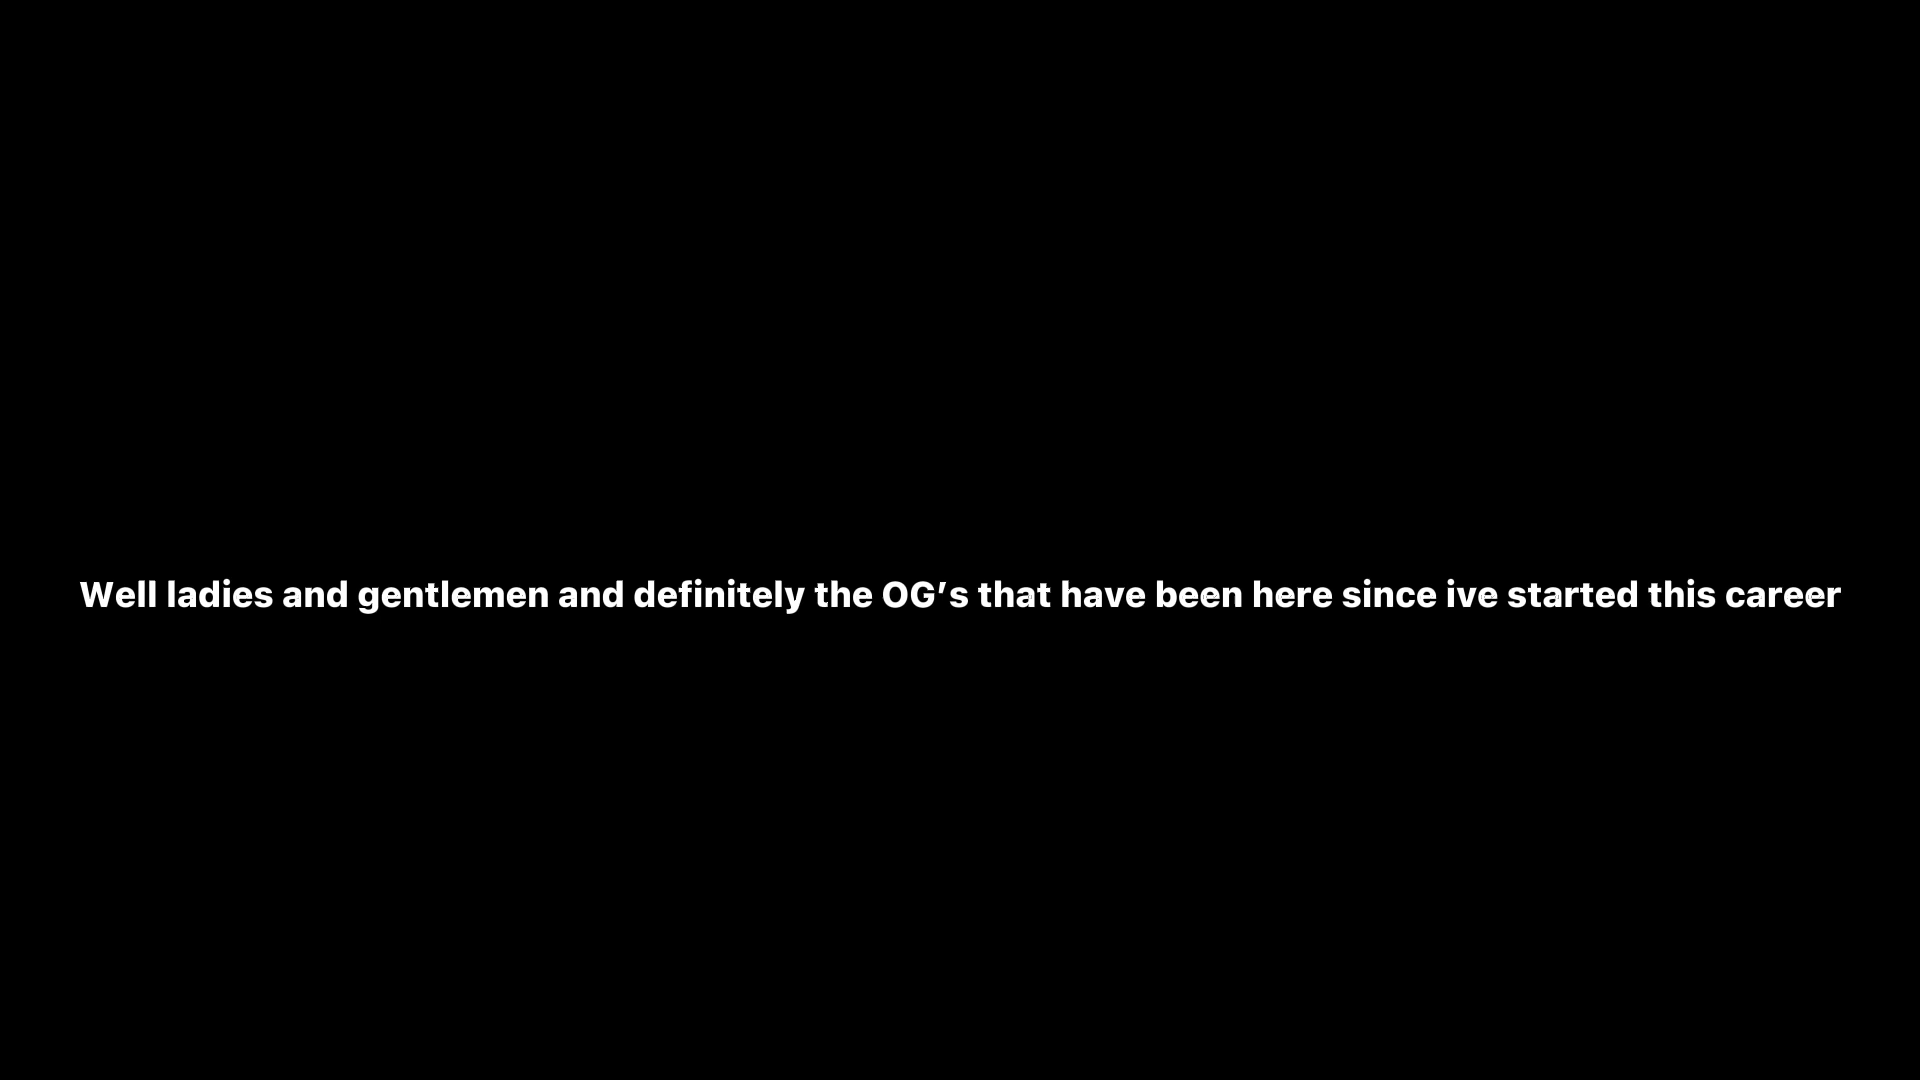 Well ladies and gentlemen and definitely the OG’s that have been here since ive started this career